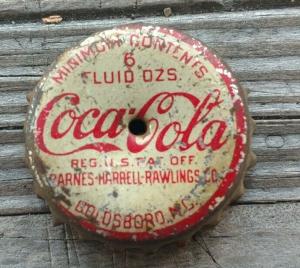 MINIMUM CONTENTS
6
FLUID OZS.
Coca-Cola
REG. U.S. PAT. OFF.
BARNES-HARRELL-RAWLINGS CO.
GOLDSBORO, N.C.